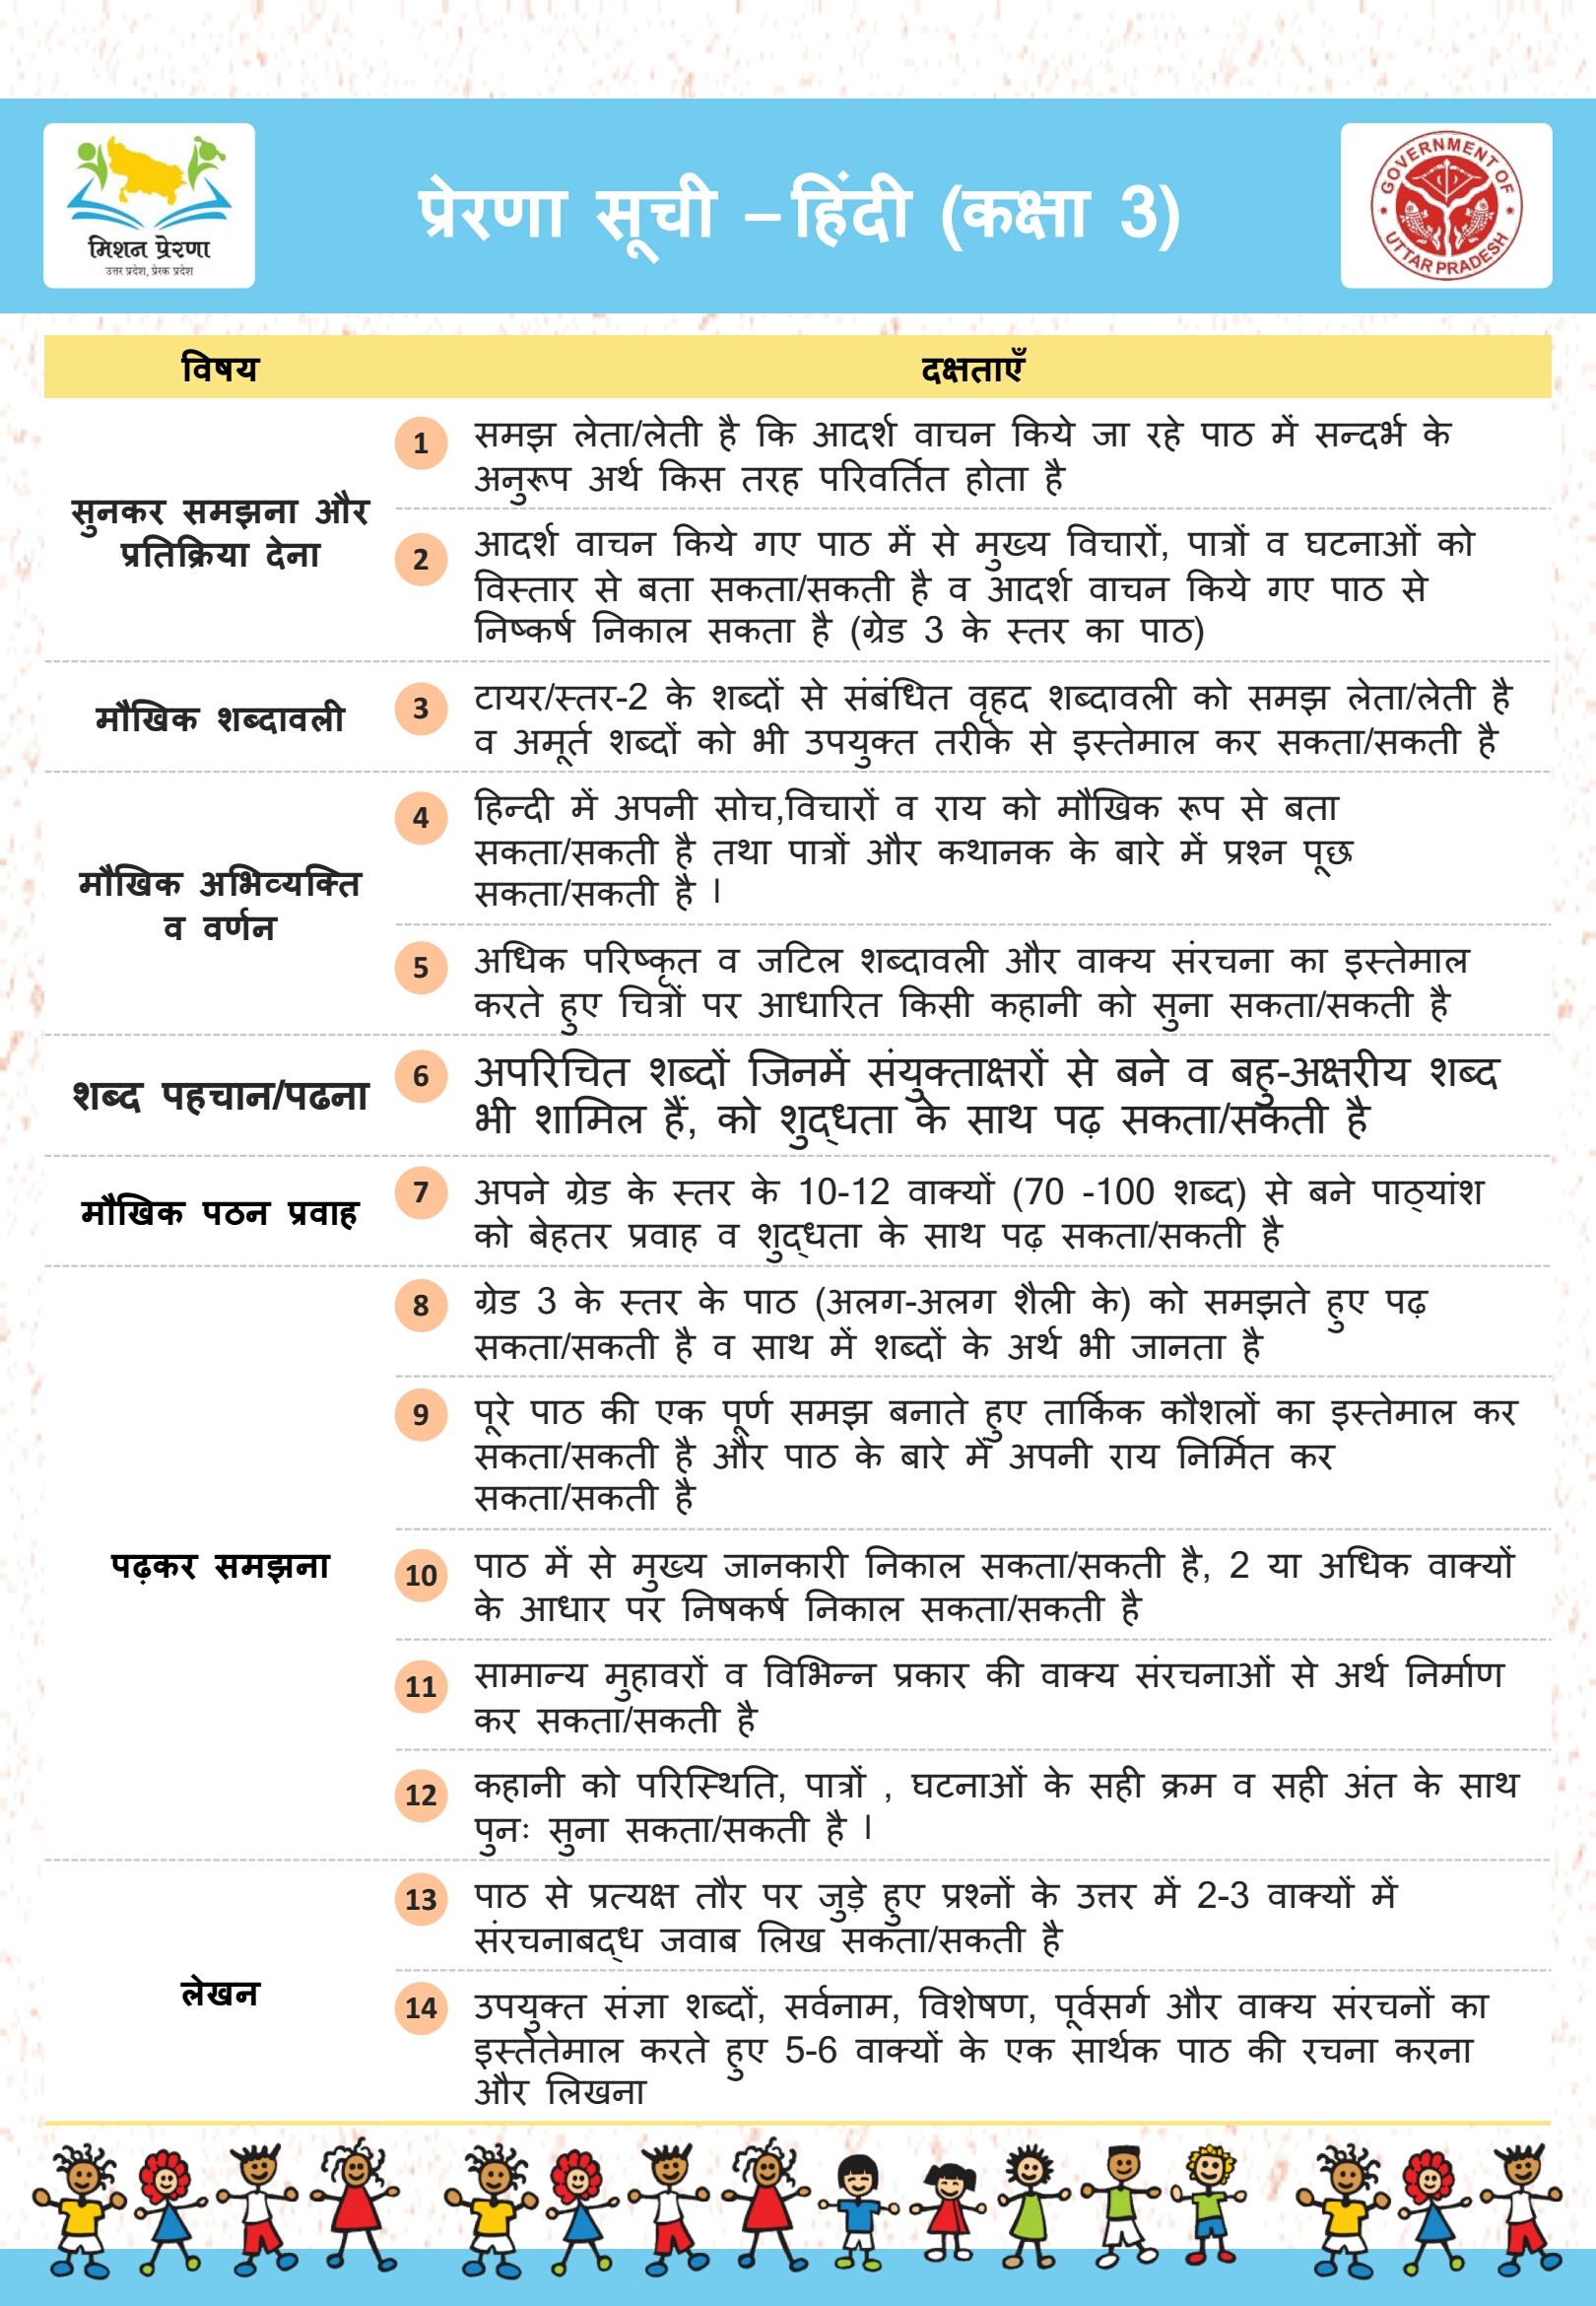 मिशन प्रेरणा
उत्तर प्रदेश, प्रेरक प्रदेश
प्रेरणा सूची – हिंदी (कक्षा 3)
GOVERNMENT OF
UTTAR PRADESH
विषय
दक्षताएँ
सुनकर समझना और
प्रतिक्रिया देना
1
समझ लेता/लेती है कि आदर्श वाचन किये जा रहे पाठ में सन्दर्भ के
अनुरूप अर्थ किस तरह परिवर्तित होता है
2
आदर्श वाचन किये गए पाठ में से मुख्य विचारों, पात्रों व घटनाओं को
विस्तार से बता सकता/सकती है व आदर्श वाचन किये गए पाठ से
निष्कर्ष निकाल सकता है (ग्रेड 3 के स्तर का पाठ)
मौखिक शब्दावली
3
टायर/स्तर-2 के शब्दों से संबंधित वृहद शब्दावली को समझ लेता/लेती है
व अमूर्त शब्दों को भी उपयुक्त तरीके से इस्तेमाल कर सकता/सकती है
मौखिक अभिव्यक्ति
व वर्णन
4
हिन्दी में अपनी सोच,विचारों व राय को मौखिक रूप से बता
सकता/सकती है तथा पात्रों और कथानक के बारे में प्रश्न पूछ
सकता/सकती है ।
5
अधिक परिष्कृत व जटिल शब्दावली और वाक्य संरचना का इस्तेमाल
करते हुए चित्रों पर आधारित किसी कहानी को सुना सकता/सकती है
शब्द पहचान/पढना
6
अपरिचित शब्दों जिनमें संयुक्ताक्षरों से बने व बहु-अक्षरीय शब्द
भी शामिल हैं, को शुद्धता के साथ पढ़ सकता/सकती है
मौखिक पठन प्रवाह
7
अपने ग्रेड के स्तर के 10-12 वाक्यों (70 -100 शब्द) से बने पाठ्यांश
को बेहतर प्रवाह व शुद्धता के साथ पढ़ सकता/सकती है
पढ़कर समझना
8
ग्रेड 3 के स्तर के पाठ (अलग-अलग शैली के) को समझते हुए पढ़
सकता/सकती है व साथ में शब्दों के अर्थ भी जानता है
9
पूरे पाठ की एक पूर्ण समझ बनाते हुए तार्किक कौशलों का इस्तेमाल कर
सकता/सकती है और पाठ के बारे में अपनी राय निर्मित कर
सकता/सकती है
10
पाठ में से मुख्य जानकारी निकाल सकता/सकती है, 2 या अधिक वाक्यों
के आधार पर निषकर्ष निकाल सकता/सकती है
11
सामान्य मुहावरों व विभिन्न प्रकार की वाक्य संरचनाओं से अर्थ निर्माण
कर सकता/सकती है
12
कहानी को परिस्थिति, पात्रों , घटनाओं के सही क्रम व सही अंत के साथ
पुनः सुना सकता/सकती है ।
लेखन
13
पाठ से प्रत्यक्ष तौर पर जुड़े हुए प्रश्नों के उत्तर में 2-3 वाक्यों में
संरचनाबद्ध जवाब लिख सकता/सकती है
14
उपयुक्त संज्ञा शब्दों, सर्वनाम, विशेषण, पूर्वसर्ग और वाक्य संरचनों का
इस्तेतेमाल करते हुए 5-6 वाक्यों के एक सार्थक पाठ की रचना करना
और लिखना